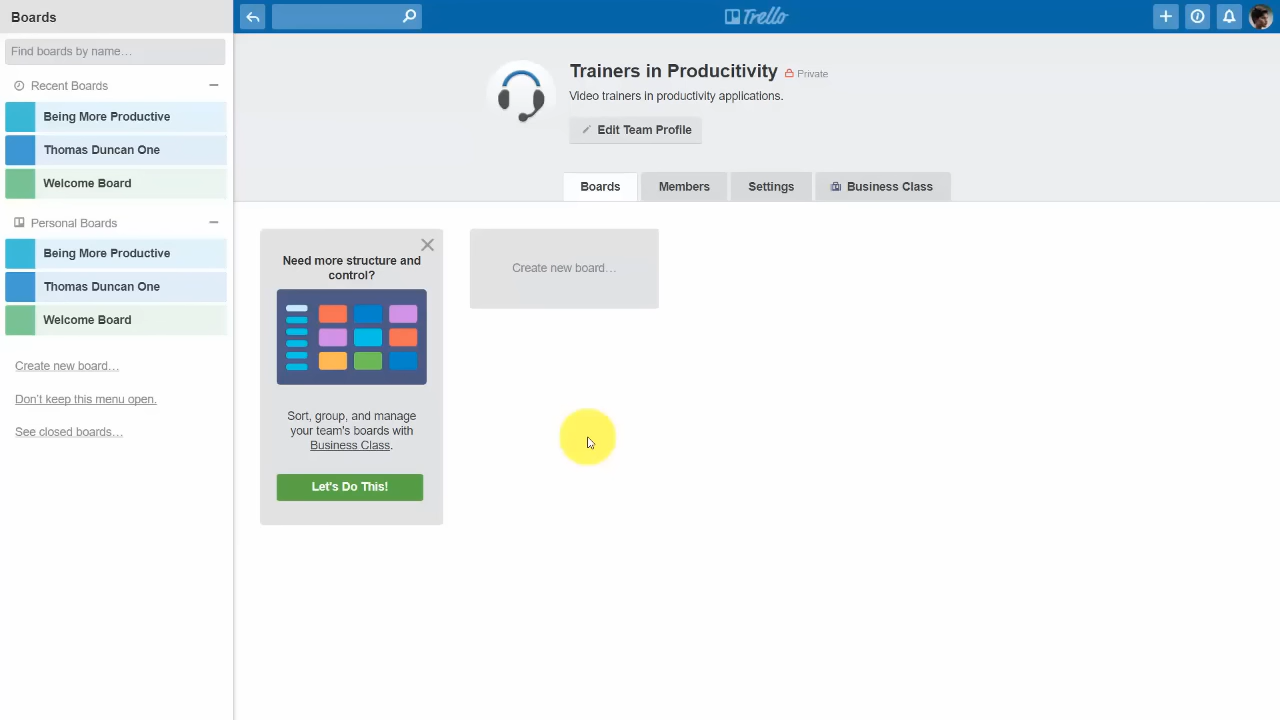 Boards
Trello
Find boards by name…
Recent Boards
Being More Productive
Thomas Duncan One
Welcome Board
Personal Boards
Being More Productive
Thomas Duncan One
Welcome Board
Create new board…
Don't keep this menu open.
See closed boards…
Trainers in Producitivity
Private
Video trainers in productivity applications.
Edit Team Profile
Boards
Members
Settings
Business Class
Need more structure and
control?
Sort, group, and manage
your team's boards with
Business Class.
Let's Do This!
Create new board…